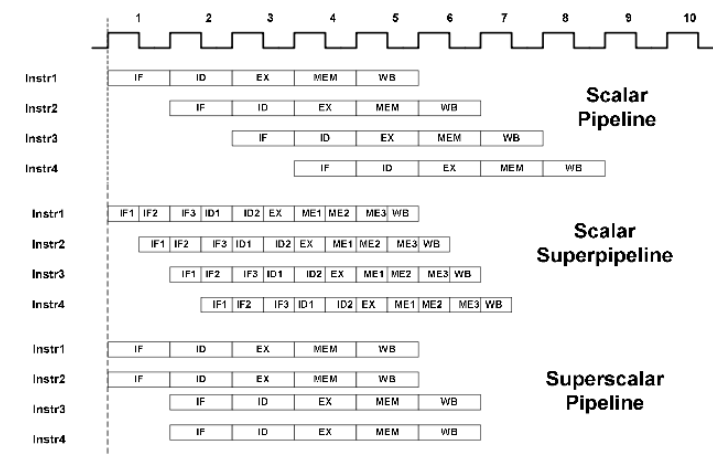 1 2 3 4 5 6 7 8 9 10
Instr1 IF ID EX MEM WB
Instr2 IF ID EX MEM WB
Instr3 IF ID EX MEM WB
Instr4 IF ID EX MEM WB
Scalar
Pipeline
Instr1 IF1 IF2 IF3 ID1 ID2 EX ME1 ME2 ME3 WB
Instr2 IF1 IF2 IF3 ID1 ID2 EX ME1 ME2 ME3 WB
Instr3 IF1 IF2 IF3 ID1 ID2 EX ME1 ME2 ME3 WB
Instr4 IF1 IF2 IF3 ID1 ID2 EX ME1 ME2 ME3 WB
Scalar
Superpipeline
Instr1 IF ID EX MEM WB
Instr2 IF ID EX MEM WB
Instr3 IF ID EX MEM WB
Instr4 IF ID EX MEM WB
Superscalar
Pipeline